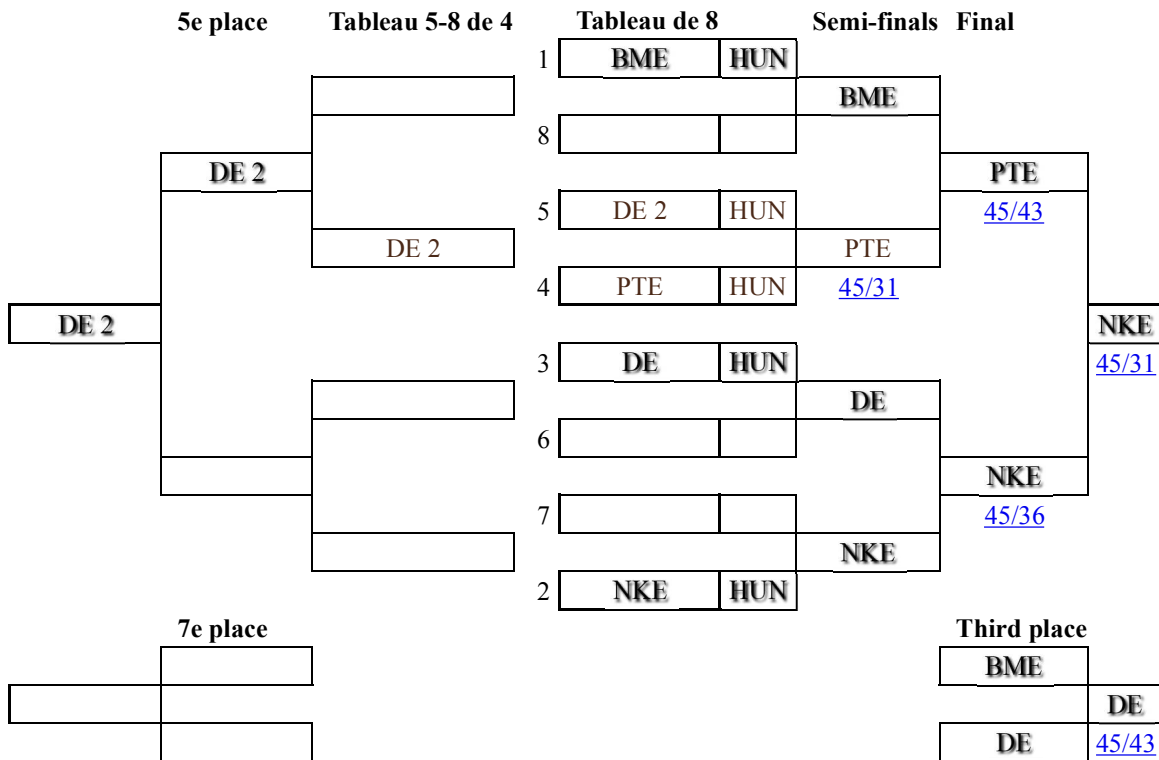 5e place Tableau 5-8 de 4 Tableau de 8 Semi-finals Final
1 BME HUN
BME
8
DE 2 PTE
5 DE 2 HUN 45/43
DE 2 PTE
4 PTE HUN 45/31
DE 2 NKE
3 DE HUN 45/31
DE
6
NKE
7 45/36
NKE
2 NKE HUN
7e place Third place
BME
DE
DE 45/43